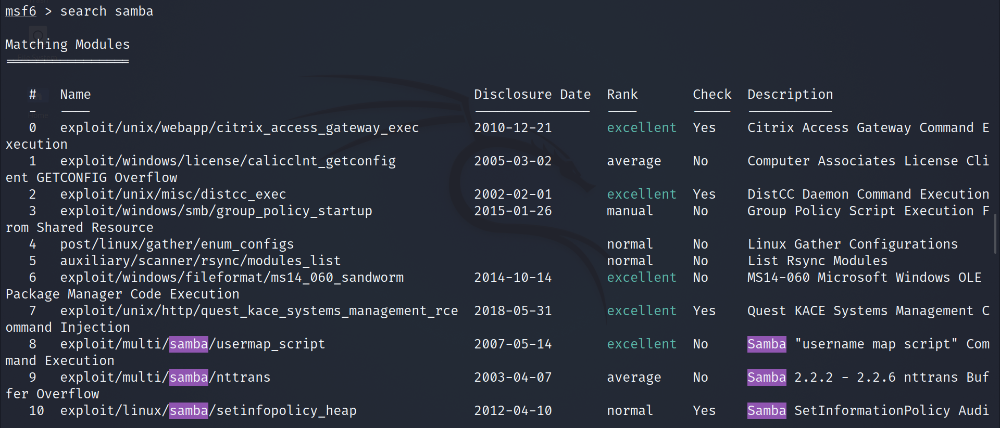 msf6 > search samba
Matching Modules
================
#  Name  Disclosure Date  Rank  Check  Description
-  ----  ---------------  ----  -----  -----------
0  exploit/unix/webapp/citrix_access_gateway_exec  2010-12-21  excellent  Yes  Citrix Access Gateway Command E
xecution
1  exploit/windows/license/calicclnt_getconfig  2005-03-02  average  No  Computer Associates License Cli
ent GETCONFIG Overflow
2  exploit/unix/misc/distcc_exec  2002-02-01  excellent  Yes  DistCC Daemon Command Execution
3  exploit/windows/smb/group_policy_startup  2015-01-26  manual  No  Group Policy Script Execution F
rom Shared Resource
4  post/linux/gather/enum_configs  normal  No  Linux Gather Configurations
5  auxiliary/scanner/rsync/modules_list  normal  No  List Rsync Modules
6  exploit/windows/fileformat/ms14_060_sandworm  2014-10-14  excellent  No  MS14-060 Microsoft Windows OLE
Package Manager Code Execution
7  exploit/unix/http/quest_kace_systems_management_rce  2018-05-31  excellent  Yes  Quest KACE Systems Management C
ommand Injection
8  exploit/multi/samba/usermap_script  2007-05-14  excellent  No  Samba "username map script" Com
mand Execution
9  exploit/multi/samba/nttrans  2003-04-07  average  No  Samba 2.2.2 - 2.2.6 nttrans Buf
fer Overflow
10  exploit/linux/samba/setinfopolicy_heap  2012-04-10  normal  Yes  Samba SetInformationPolicy Audi
File System
Home